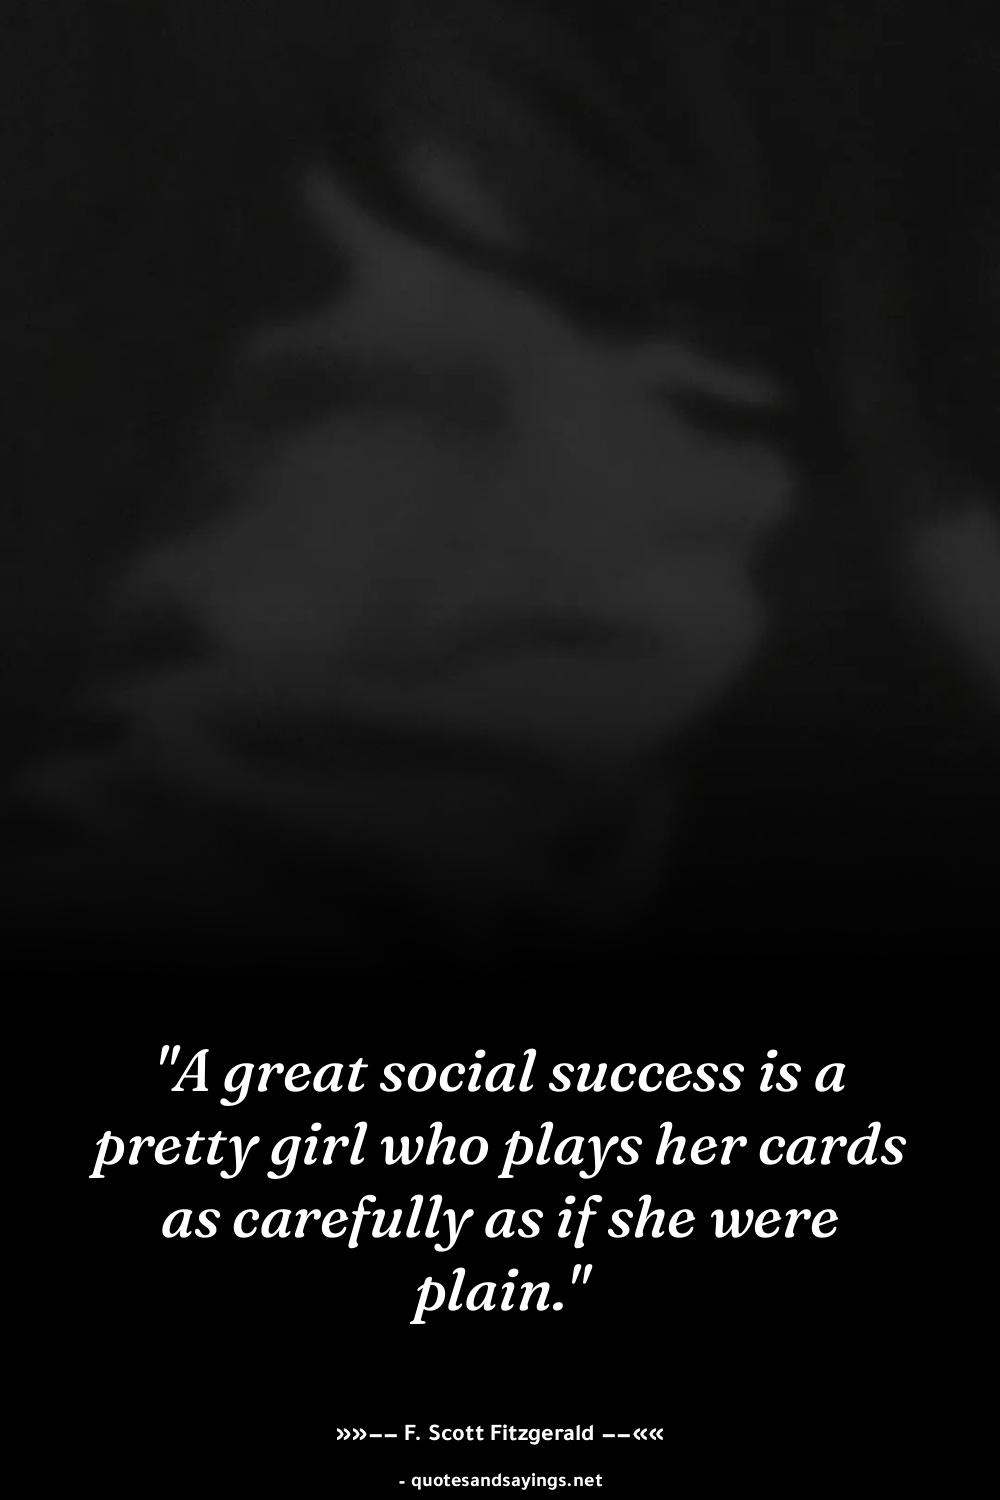 "A great social success is a
pretty girl who plays her cards
as carefully as if she were
plain."
»»–– F. Scott Fitzgerald ––««
- quotesandsayings.net